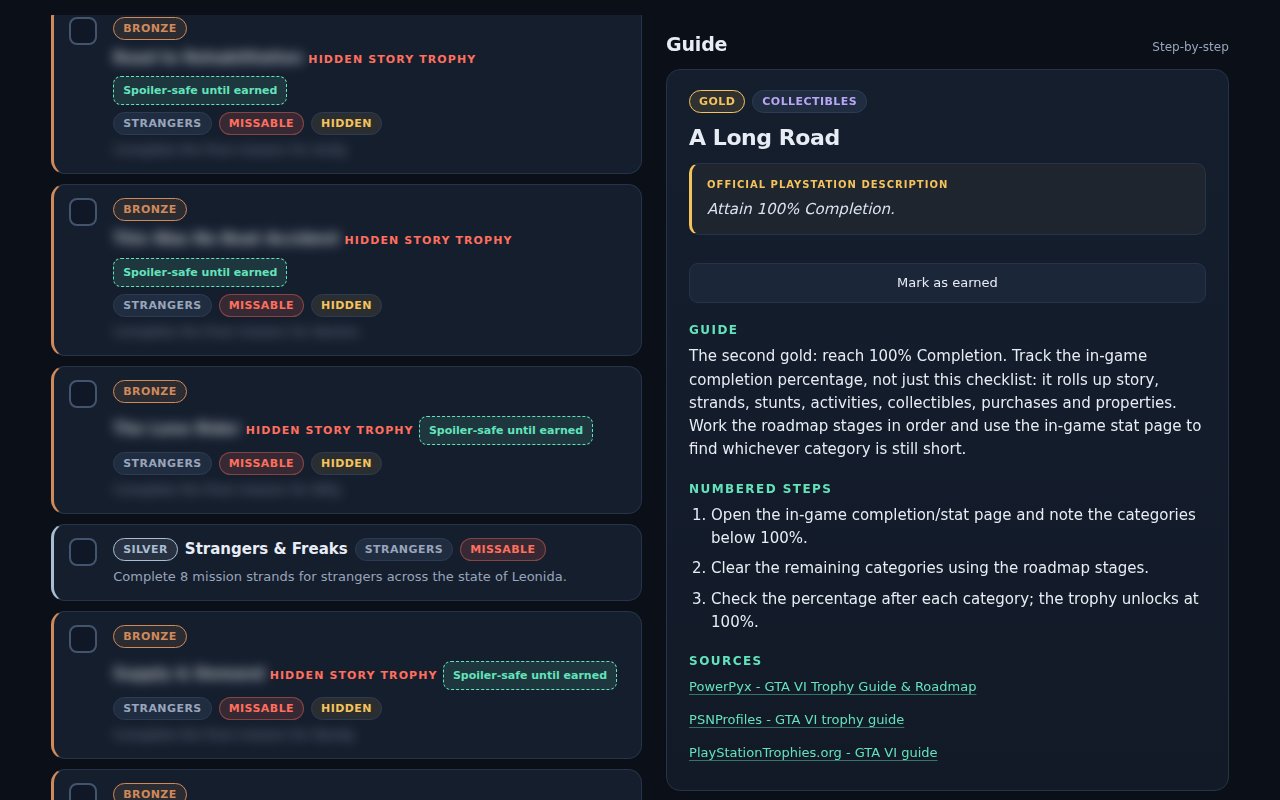 BRONZE
HIDDEN STORY TROPHY
Spoiler-safe until earned
STRANGERS MISSABLE HIDDEN
BRONZE
HIDDEN STORY TROPHY
Spoiler-safe until earned
STRANGERS MISSABLE HIDDEN
BRONZE
HIDDEN STORY TROPHY Spoiler-safe until earned
STRANGERS MISSABLE HIDDEN
SILVER Strangers & Freaks STRANGERS MISSABLE
Complete 8 mission strands for strangers across the state of Leonida.
BRONZE
HIDDEN STORY TROPHY Spoiler-safe until earned
STRANGERS MISSABLE HIDDEN
BRONZE
Guide
Step-by-step
GOLD COLLECTIBLES
A Long Road
OFFICIAL PLAYSTATION DESCRIPTION
Attain 100% Completion.
Mark as earned
GUIDE
The second gold: reach 100% Completion. Track the in-game
completion percentage, not just this checklist: it rolls up story,
strands, stunts, activities, collectibles, purchases and properties.
Work the roadmap stages in order and use the in-game stat page to
find whichever category is still short.
NUMBERED STEPS
1. Open the in-game completion/stat page and note the categories
below 100%.
2. Clear the remaining categories using the roadmap stages.
3. Check the percentage after each category; the trophy unlocks at
100%.
SOURCES
PowerPyx - GTA VI Trophy Guide & Roadmap
PSNProfiles - GTA VI trophy guide
PlayStationTrophies.org - GTA VI guide